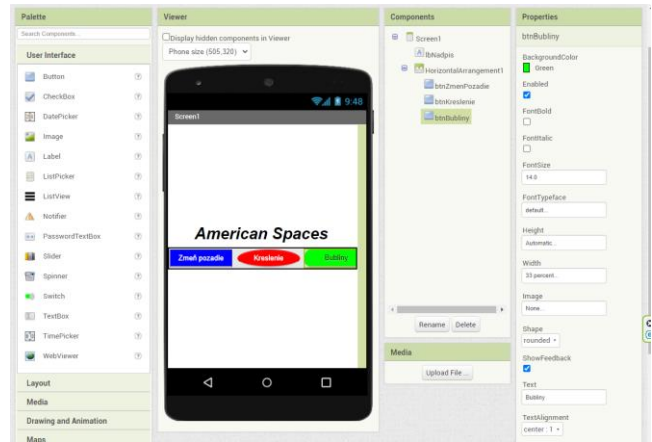 Palette
Search Components...
User Interface
Button
CheckBox
DatePicker
Image
Label
ListPicker
ListView
Notifier
PasswordTextBox
Slider
Spinner
Switch
TextBox
TimePicker
WebViewer
Layout
Media
Drawing and Animation
Maps
Viewer
Display hidden components in Viewer
Phone size (505,320)
9:48
Screen1
American Spaces
Zmeň pozadie
Kreslenie
Bubliny
Components
Screen1
lbNadpis
HorizontalArrangement1
btnZmenPozadie
btnKreslenie
btnBubliny
Rename Delete
Media
Upload File ...
Properties
btnBubliny
BackgroundColor
Green
Enabled
FontBold
FontItalic
FontSize
14.0
FontTypeface
default...
Height
Automatic...
Width
33 percent...
Image
None...
Shape
rounded
ShowFeedback
Text
Bubliny
TextAlignment
center : 1